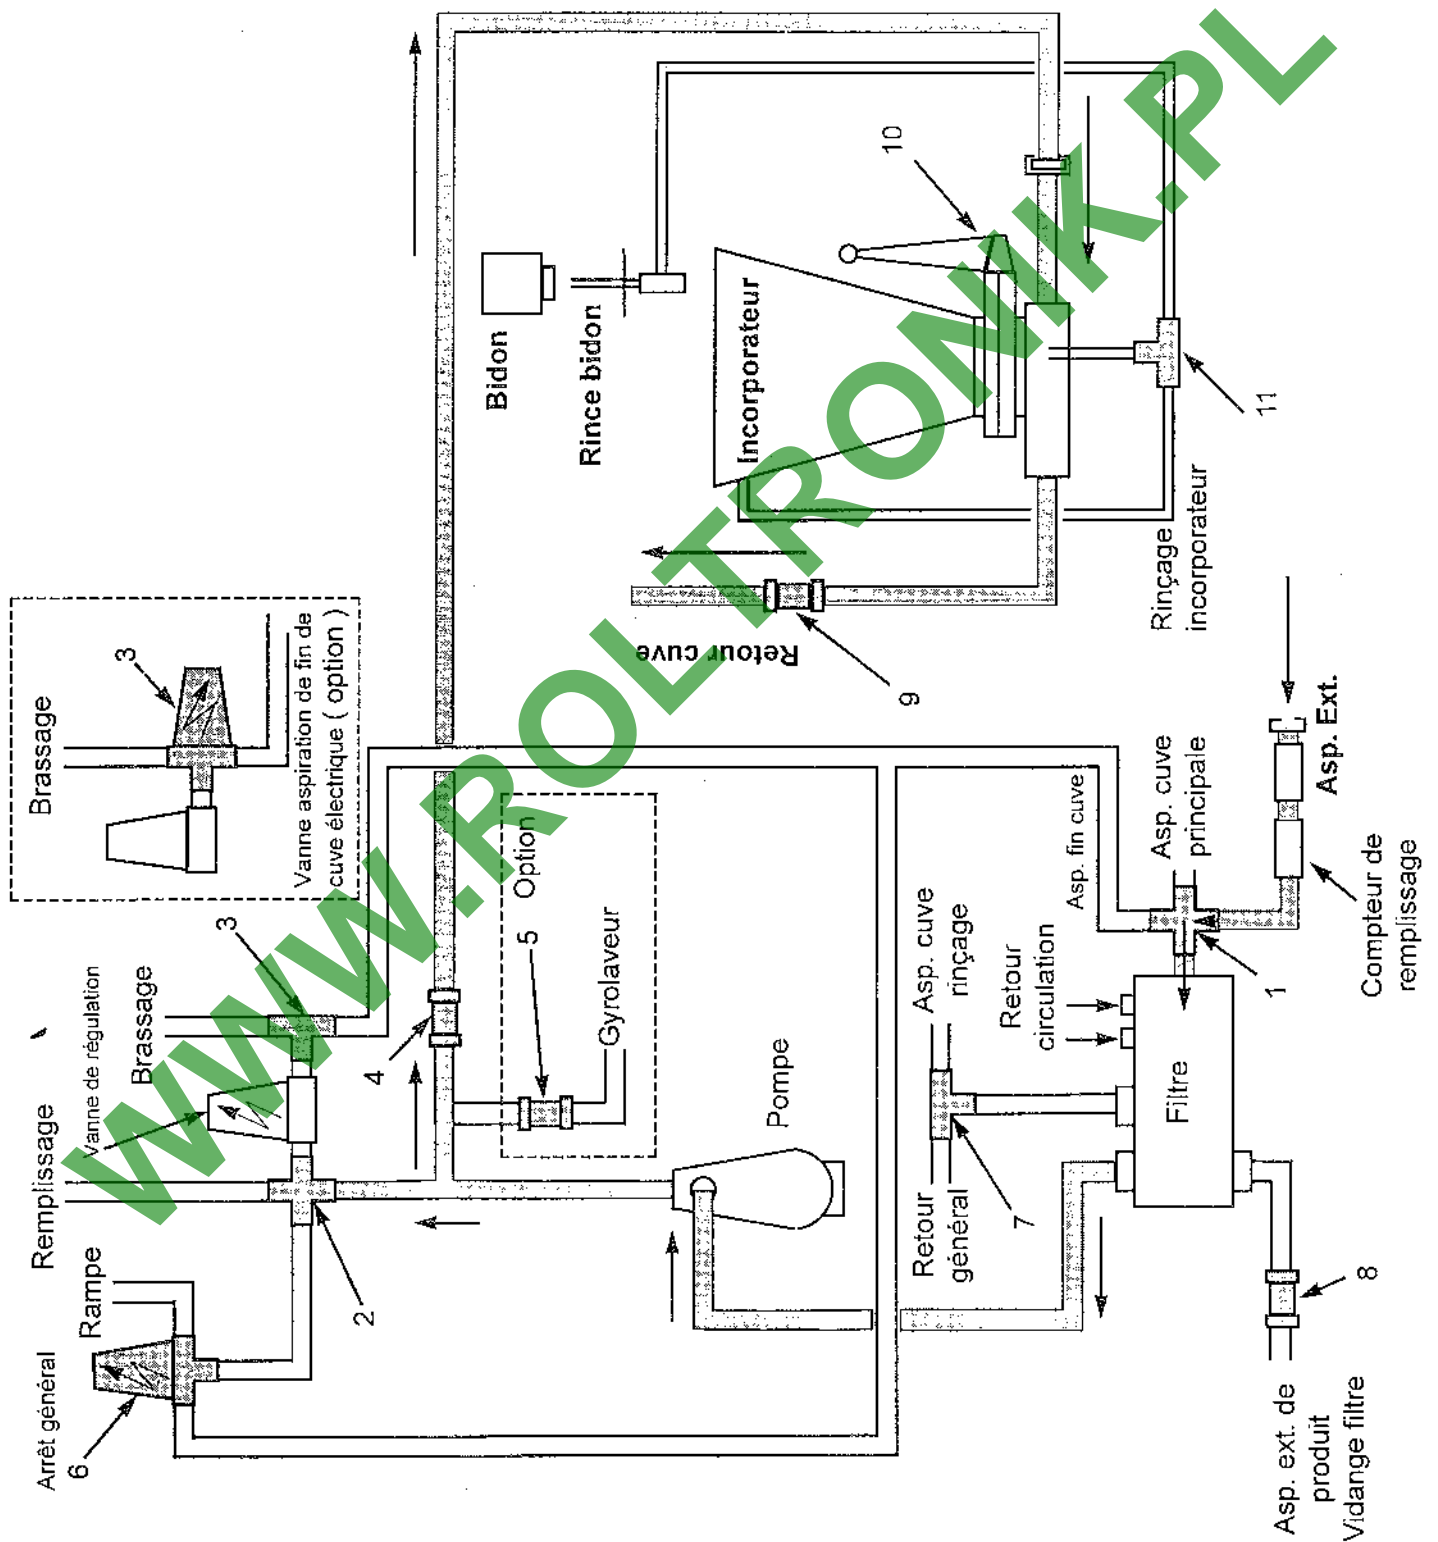 Arrêt général
6
Rampe
Remplissage
Vanne de régulation
Brassage
3
2
Brassage
3
Vanne aspiration de fin de
cuve électrique ( option )
4
Option
5
Gyrolaveur
Pompe
Bidon
Rince bidon
Incorporateur
10
11
Rinçage
incorporateur
Retour cuve
9
Asp. fin cuve
Asp. cuve
principale
Asp. Ext.
Compteur de
remplissage
1
Asp. cuve
rinçage
Retour
circulation
Retour
général
7
Filtre
8
Asp. ext. de
produit
Vidange filtre
WWW.ROLTRONIK.PL